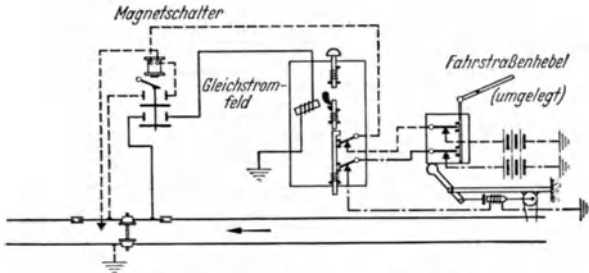 Magnetschalter
Gleichstrom-
feld
Fahrstraßenhebel
(umgelegt)